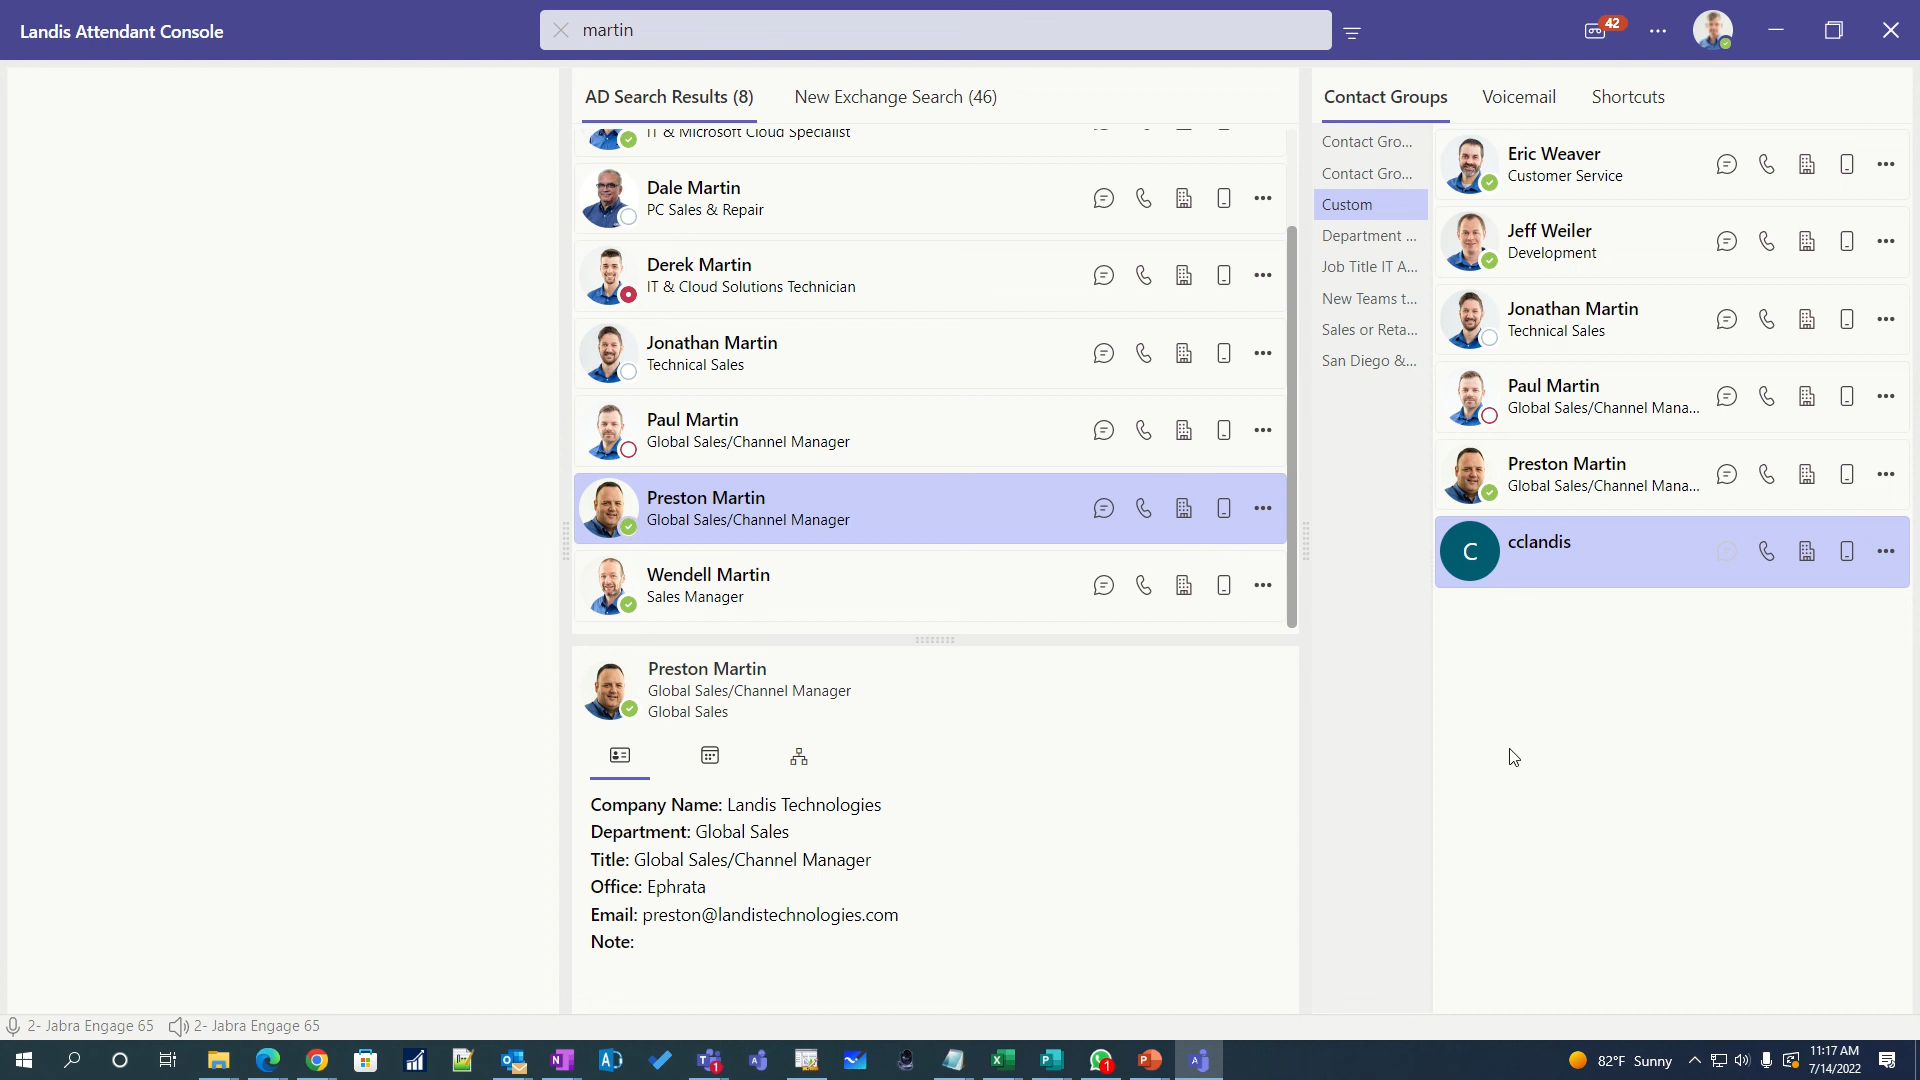 Landis Attendant Console
martin
42
AD Search Results (8)
New Exchange Search (46)
IT & Microsoft Cloud Specialist
Dale Martin
PC Sales & Repair
Derek Martin
IT & Cloud Solutions Technician
Jonathan Martin
Technical Sales
Paul Martin
Global Sales/Channel Manager
Preston Martin
Global Sales/Channel Manager
Wendell Martin
Sales Manager
Preston Martin
Global Sales/Channel Manager
Global Sales
Company Name: Landis Technologies
Department: Global Sales
Title: Global Sales/Channel Manager
Office: Ephrata
Email: preston@landistechnologies.com
Note:
Contact Groups
Voicemail
Shortcuts
Contact Gro...
Contact Gro...
Custom
Department ...
Job Title IT A...
New Teams t...
Sales or Reta...
San Diego &...
Eric Weaver
Customer Service
Jeff Weiler
Development
Jonathan Martin
Technical Sales
Paul Martin
Global Sales/Channel Mana...
Preston Martin
Global Sales/Channel Mana...
C
cclandis
2- Jabra Engage 65
2- Jabra Engage 65
82°F Sunny
11:17 AM
7/14/2022